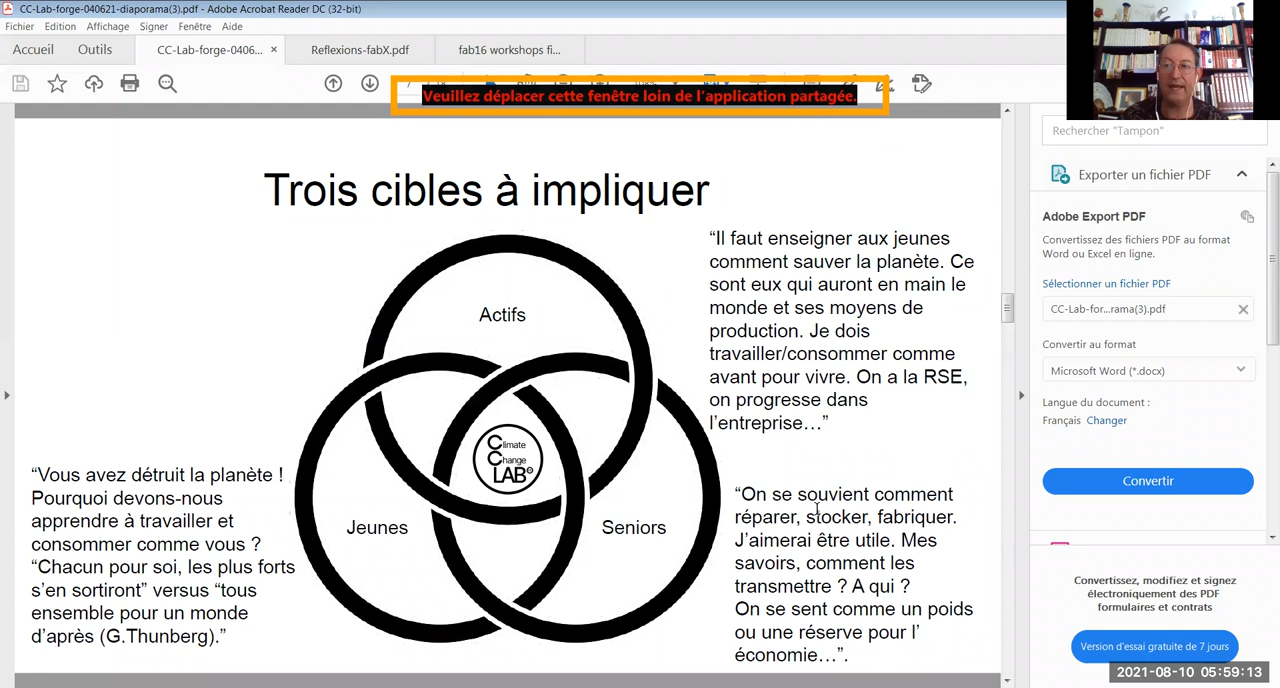 CC-Lab-forge-040621-diaporama(3).pdf - Adobe Acrobat Reader DC (32-bit)
Fichier Edition Affichage Signer Fenêtre Aide
Accueil Outils CC-Lab-forge-0406... × Reflexions-fabX.pdf fab16 workshops fi...
Veuillez déplacer cette fenêtre loin de l'application partagée.
Rechercher "Tampon"
Exporter un fichier PDF
Adobe Export PDF
Convertissez des fichiers PDF au format
Word ou Excel en ligne.
Sélectionner un fichier PDF
CC-Lab-for...rama(3).pdf
Convertir au format
Microsoft Word (*.docx)
Langue du document :
Français Changer
Convertir
Convertissez, modifiez et signez
électroniquement des PDF
formulaires et contrats
Version d'essai gratuite de 7 jours
2021-08-10 05:59:13
Trois cibles à impliquer
Actifs
Climate
Change
LAB
Jeunes
Seniors
“Il faut enseigner aux jeunes
comment sauver la planète. Ce
sont eux qui auront en main le
monde et ses moyens de
production. Je dois
travailler/consommer comme
avant pour vivre. On a la RSE,
on progresse dans
l’entreprise…”
“Vous avez détruit la planète !
Pourquoi devons-nous
apprendre à travailler et
consommer comme vous ?
“Chacun pour soi, les plus forts
s’en sortiront” versus “tous
ensemble pour un monde
d’après (G.Thunberg).”
“On se souvient comment
réparer, stocker, fabriquer.
J’aimerai être utile. Mes
savoirs, comment les
transmettre ? A qui ?
On se sent comme un poids
ou une réserve pour l’
économie…”.